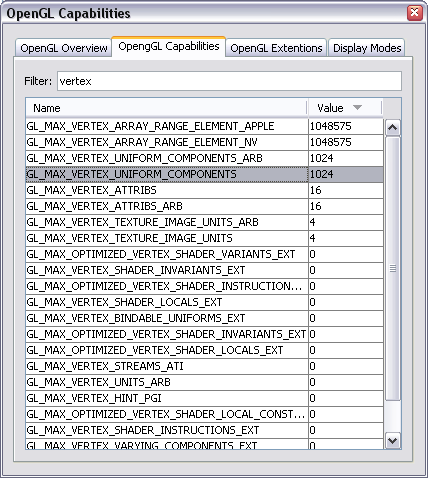 OpenGL Capabilities
OpenGL Overview OpengGL Capabilities OpenGL Extentions Display Modes
Filter: vertex
Name Value
GL_MAX_VERTEX_ARRAY_RANGE_ELEMENT_APPLE 1048575
GL_MAX_VERTEX_ARRAY_RANGE_ELEMENT_NV 1048575
GL_MAX_VERTEX_UNIFORM_COMPONENTS_ARB 1024
GL_MAX_VERTEX_UNIFORM_COMPONENTS 1024
GL_MAX_VERTEX_ATTRIBS 16
GL_MAX_VERTEX_ATTRIBS_ARB 16
GL_MAX_VERTEX_TEXTURE_IMAGE_UNITS_ARB 4
GL_MAX_VERTEX_TEXTURE_IMAGE_UNITS 4
GL_MAX_OPTIMIZED_VERTEX_SHADER_VARIANTS_EXT 0
GL_MAX_VERTEX_SHADER_INVARIANTS_EXT 0
GL_MAX_OPTIMIZED_VERTEX_SHADER_INSTRUCTION... 0
GL_MAX_VERTEX_SHADER_LOCALS_EXT 0
GL_MAX_VERTEX_BINDABLE_UNIFORMS_EXT 0
GL_MAX_OPTIMIZED_VERTEX_SHADER_INVARIANTS_EXT 0
GL_MAX_OPTIMIZED_VERTEX_SHADER_LOCALS_EXT 0
GL_MAX_VERTEX_STREAMS_ATI 0
GL_MAX_VERTEX_UNITS_ARB 0
GL_MAX_VERTEX_HINT_PGI 0
GL_MAX_OPTIMIZED_VERTEX_SHADER_LOCAL_CONST... 0
GL_MAX_VERTEX_SHADER_INSTRUCTIONS_EXT 0
GL_MAX_VERTEX_VARYING_COMPONENTS_EXT 0